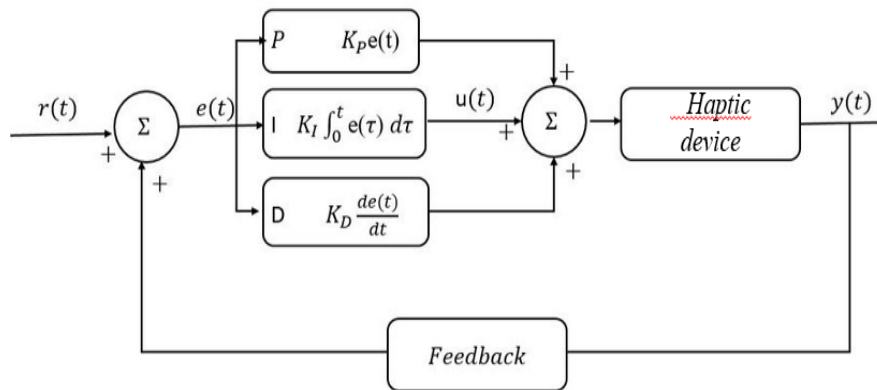 P K_P e(t)
r(t)
e(t)
Σ
+
+
I K_I ∫_0^t e(τ) dτ
u(t)
+
+
+
Σ
Haptic
device
y(t)
D K_D de(t)/dt
Feedback